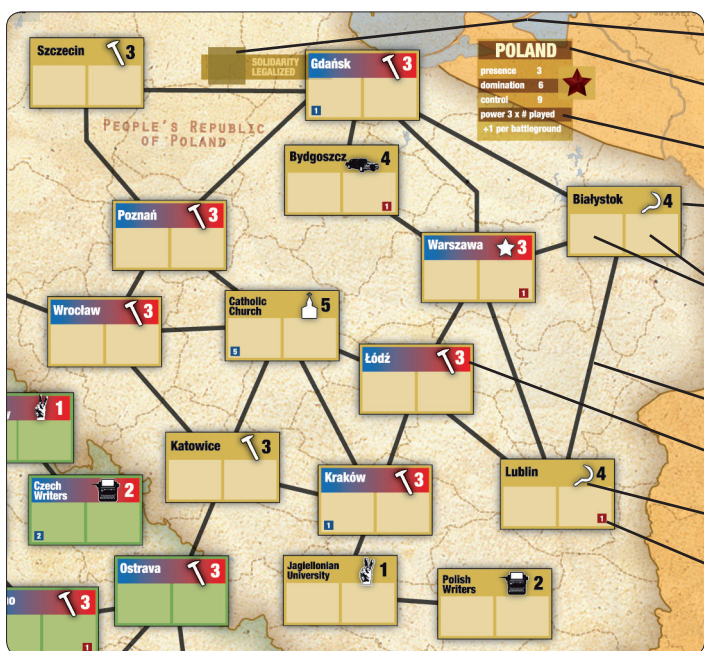 Szczecin 3
SOLIDARITY
LEGALIZED
Gdańsk 3
1
POLAND
presence 3
domination 6
control 9
power 3 x # played
+1 per battleground
PEOPLE'S REPUBLIC
OF POLAND
Bydgoszcz 4
1
Białystok 4
Poznań 3
Warszawa 3
1
Wrocław 3
Catholic
Church 5
5
Łódź 3
1
Katowice 3
Kraków 3
1
Lublin 4
1
Czech
Writers 2
2
Ostrava 3
Jagiellonian
University 1
Polish
Writers 2
3
1